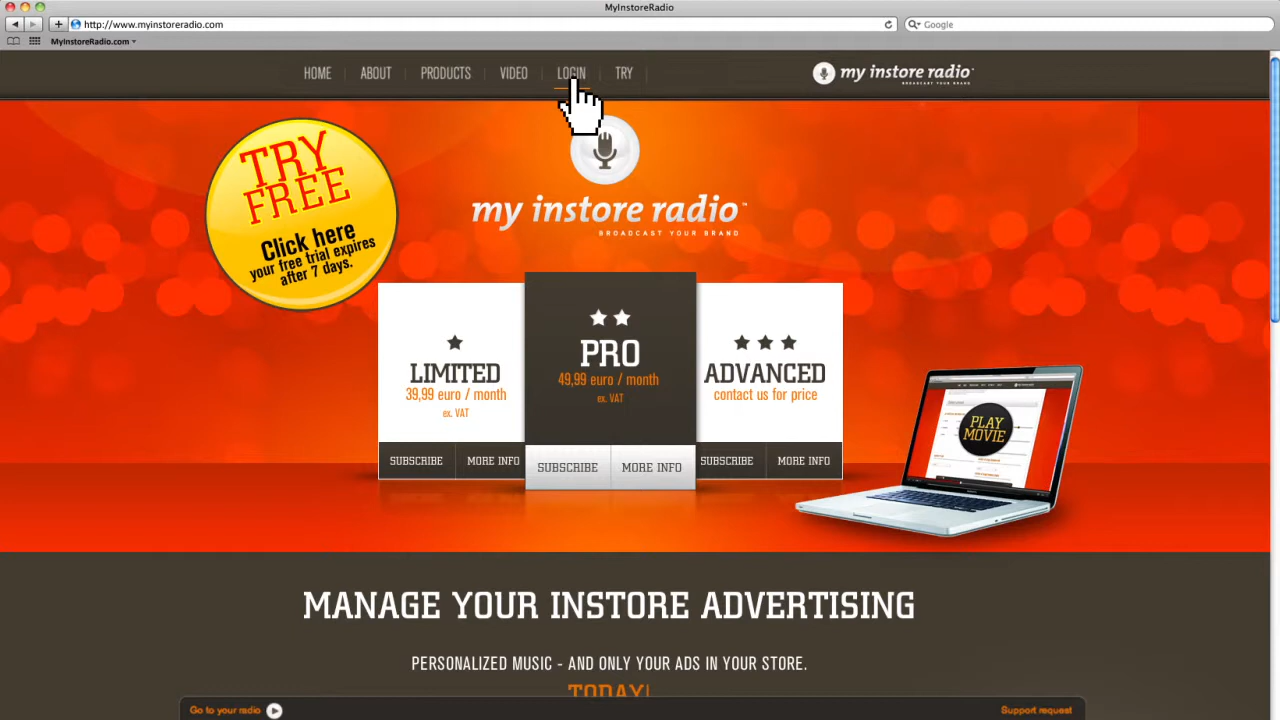 MyInstoreRadio
http://www.myinstoreradio.com
Google
MyInstoreRadio.com
HOME
ABOUT
PRODUCTS
VIDEO
LOGIN
TRY
my instore radio
BROADCAST YOUR BRAND
TRY
FREE
Click here
your free trial expires
after 7 days.
my instore radio™
BROADCAST YOUR BRAND
LIMITED
39,99 euro / month
ex. VAT
SUBSCRIBE
MORE INFO
PRO
49,99 euro / month
ex. VAT
SUBSCRIBE
MORE INFO
ADVANCED
contact us for price
SUBSCRIBE
MORE INFO
PLAY
MOVIE
MANAGE YOUR INSTORE ADVERTISING
PERSONALIZED MUSIC - AND ONLY YOUR ADS IN YOUR STORE.
TODAY
Go to your radio
Support request